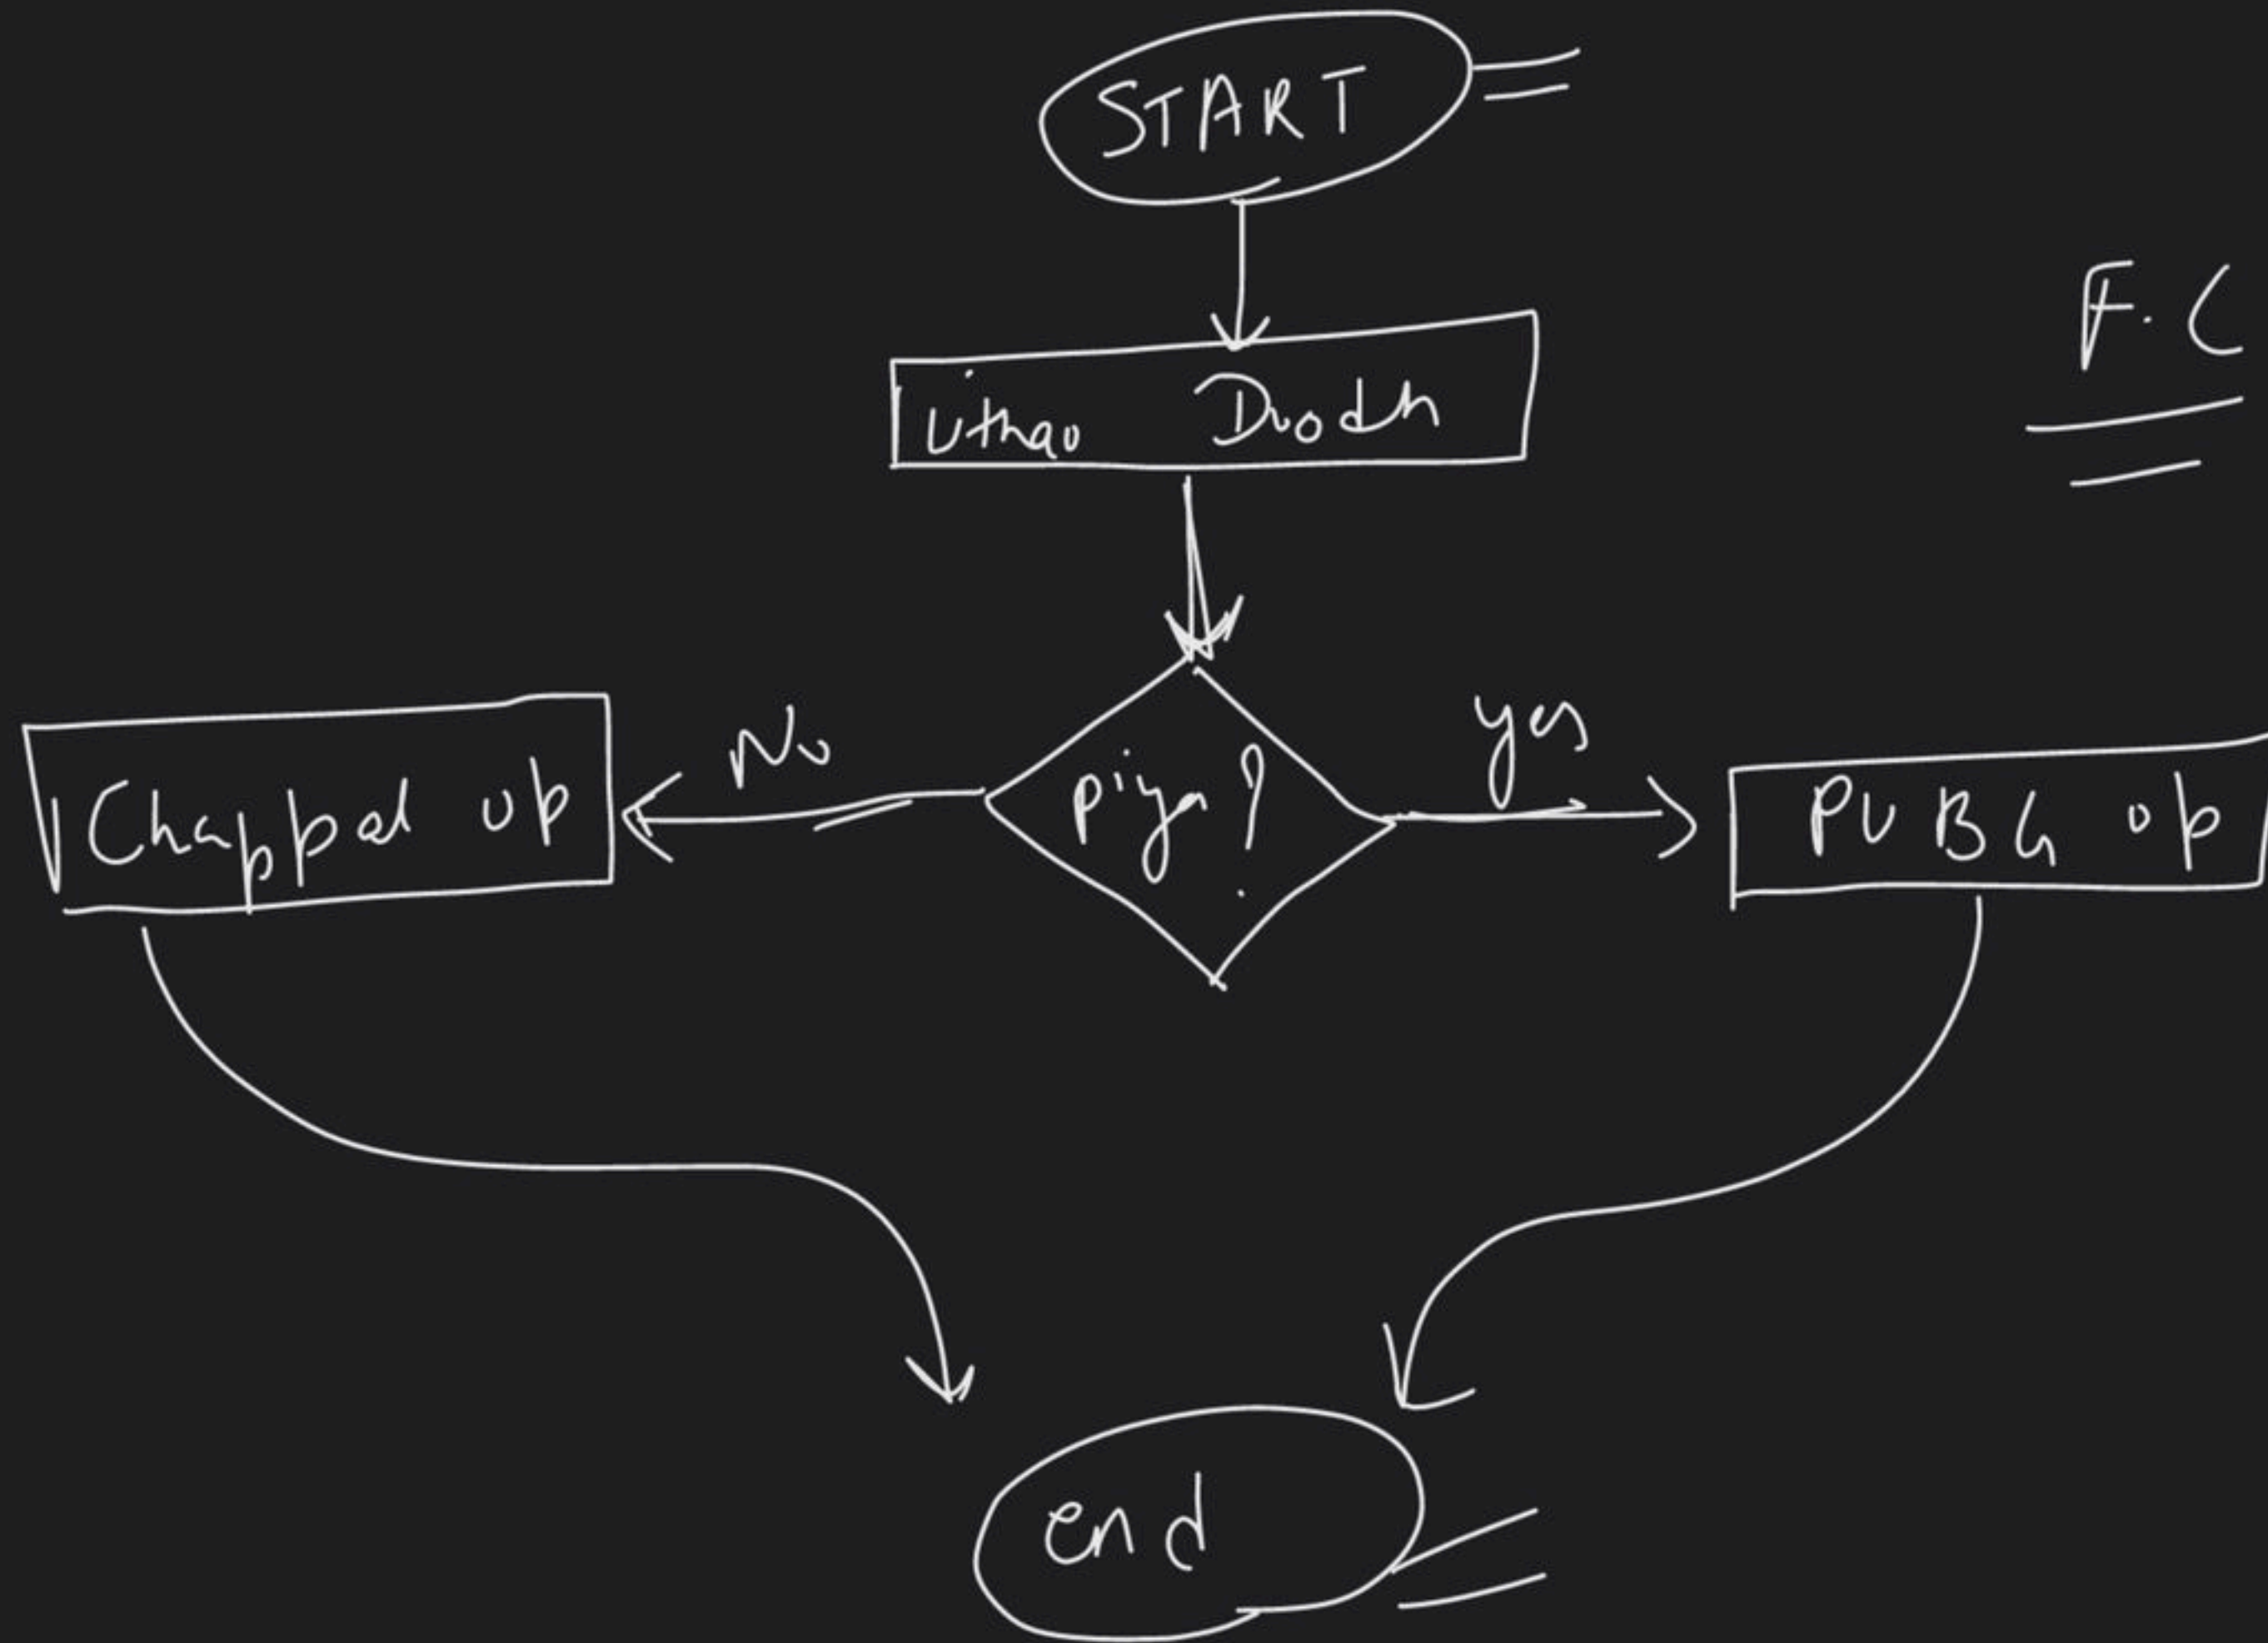 START
F.C
Uthao Doodh
No
yes
Chappal op
Piya?
PUBG op
end